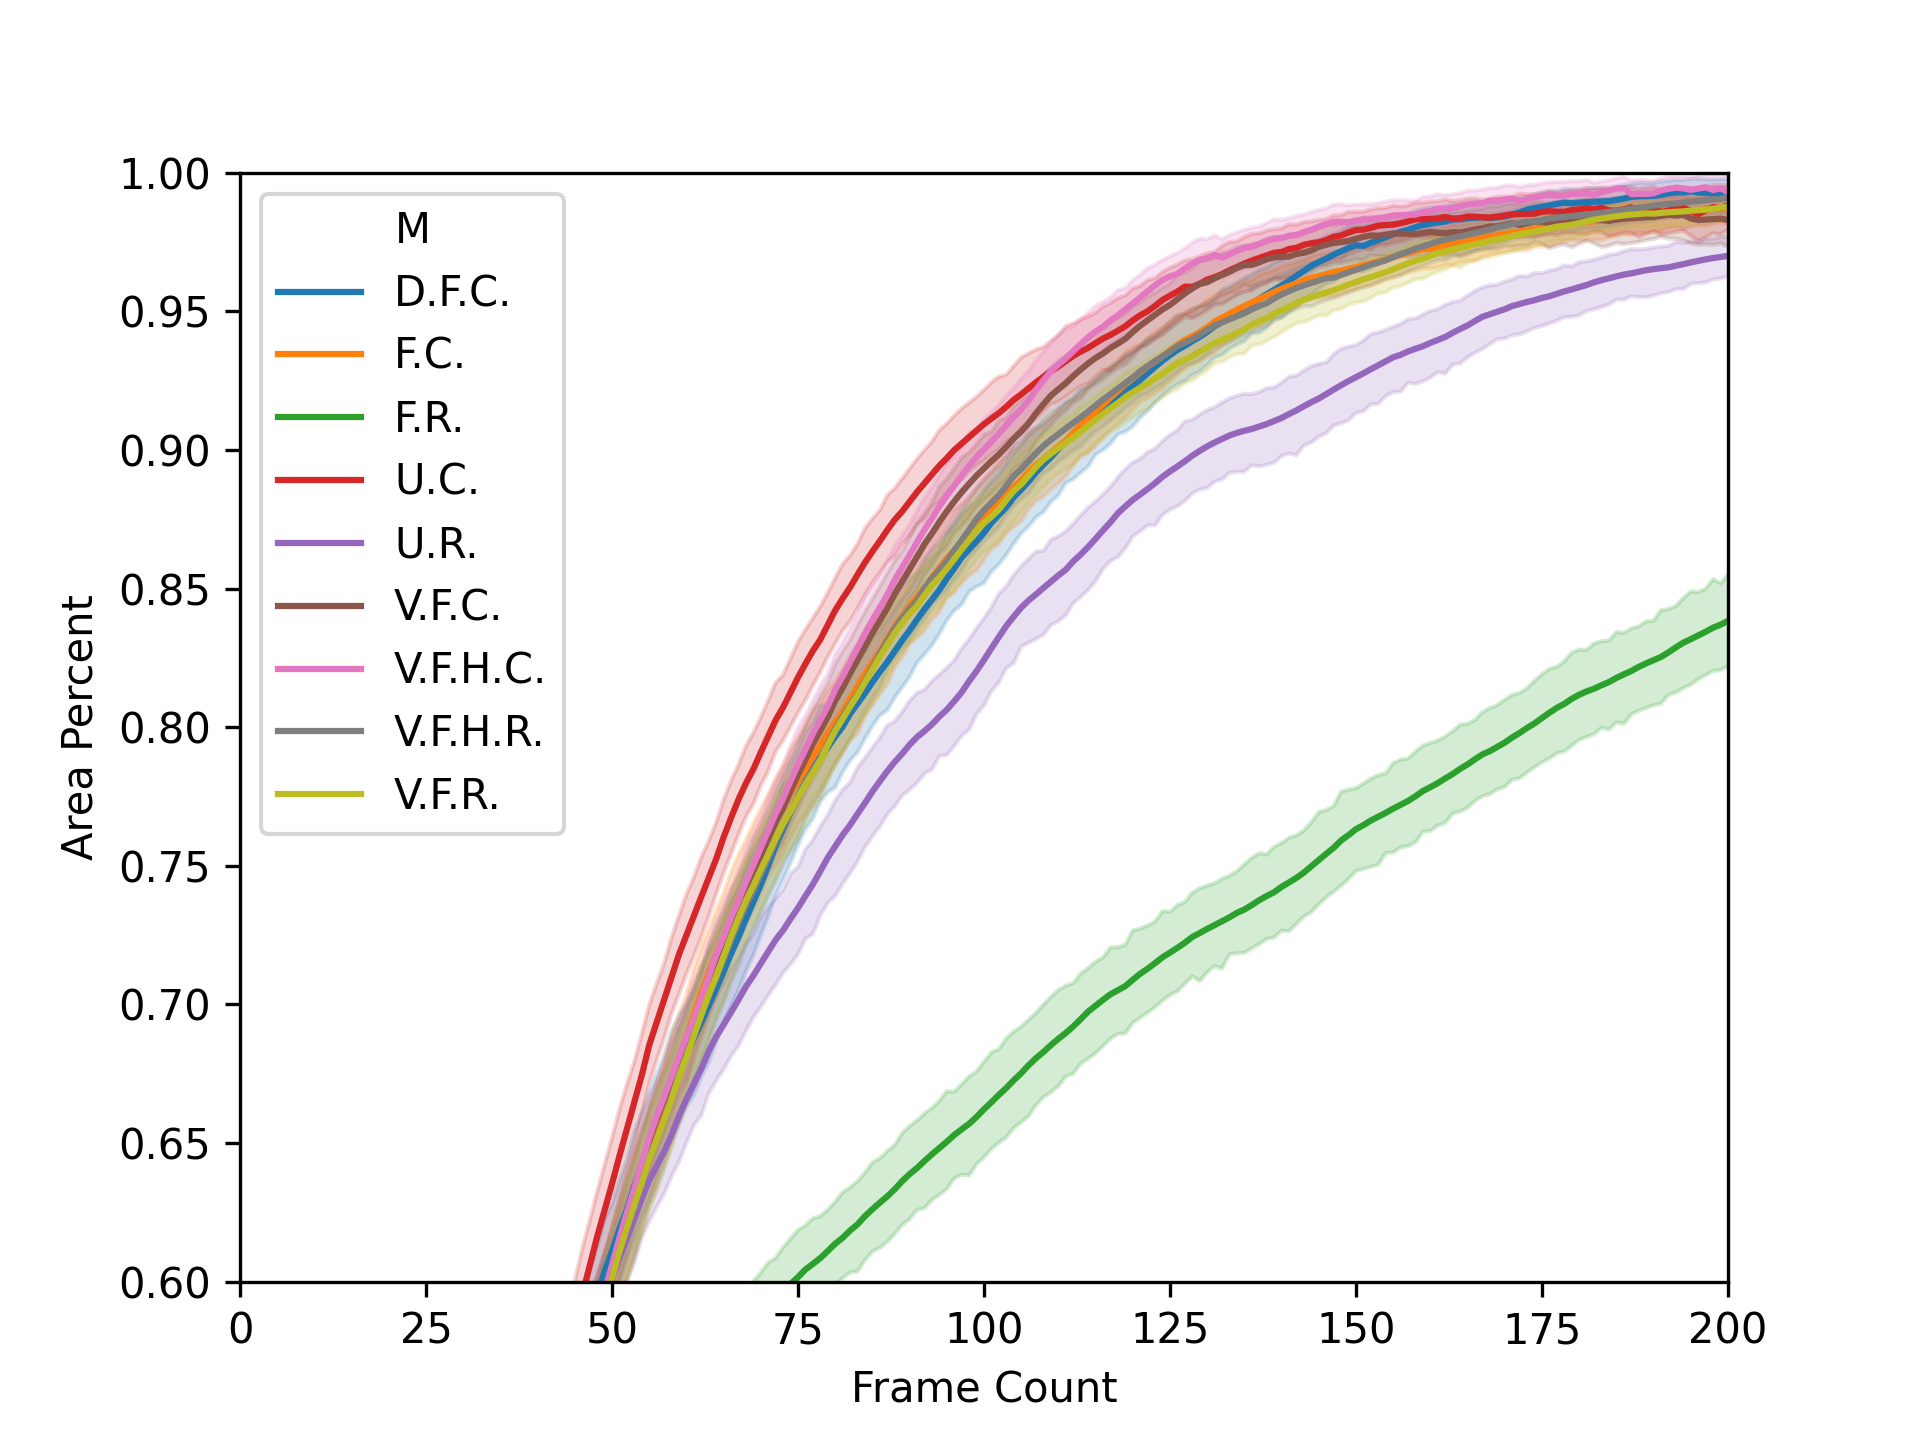 1.00
0.95
0.90
0.85
0.80
0.75
0.70
0.65
0.60
Area Percent
M
D.F.C.
F.C.
F.R.
U.C.
U.R.
V.F.C.
V.F.H.C.
V.F.H.R.
V.F.R.
0 25 50 75 100 125 150 175 200
Frame Count